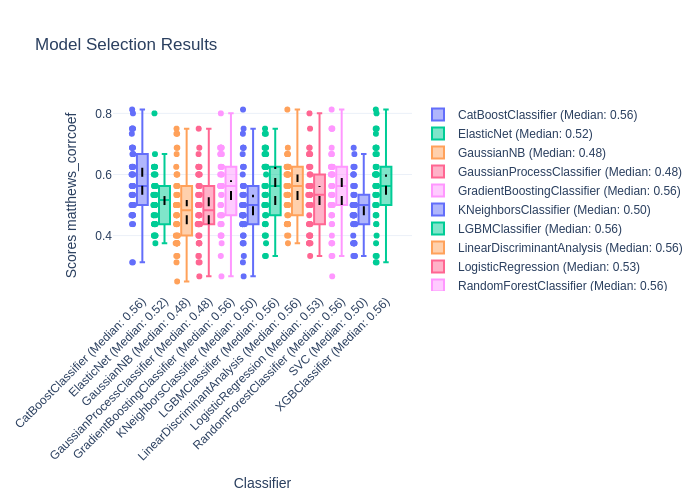 Model Selection Results
Scores matthews_corrcoef
0.8
0.6
0.4
CatBoostClassifier (Median: 0.56)
ElasticNet (Median: 0.52)
GaussianNB (Median: 0.48)
GaussianProcessClassifier (Median: 0.48)
GradientBoostingClassifier (Median: 0.56)
KNeighborsClassifier (Median: 0.50)
LGBMClassifier (Median: 0.56)
LinearDiscriminantAnalysis (Median: 0.56)
LogisticRegression (Median: 0.53)
RandomForestClassifier (Median: 0.56)
SVC (Median: 0.50)
XGBClassifier (Median: 0.56)
Classifier
CatBoostClassifier (Median: 0.56)
ElasticNet (Median: 0.52)
GaussianNB (Median: 0.48)
GaussianProcessClassifier (Median: 0.48)
GradientBoostingClassifier (Median: 0.56)
KNeighborsClassifier (Median: 0.50)
LGBMClassifier (Median: 0.56)
LinearDiscriminantAnalysis (Median: 0.56)
LogisticRegression (Median: 0.53)
RandomForestClassifier (Median: 0.56)